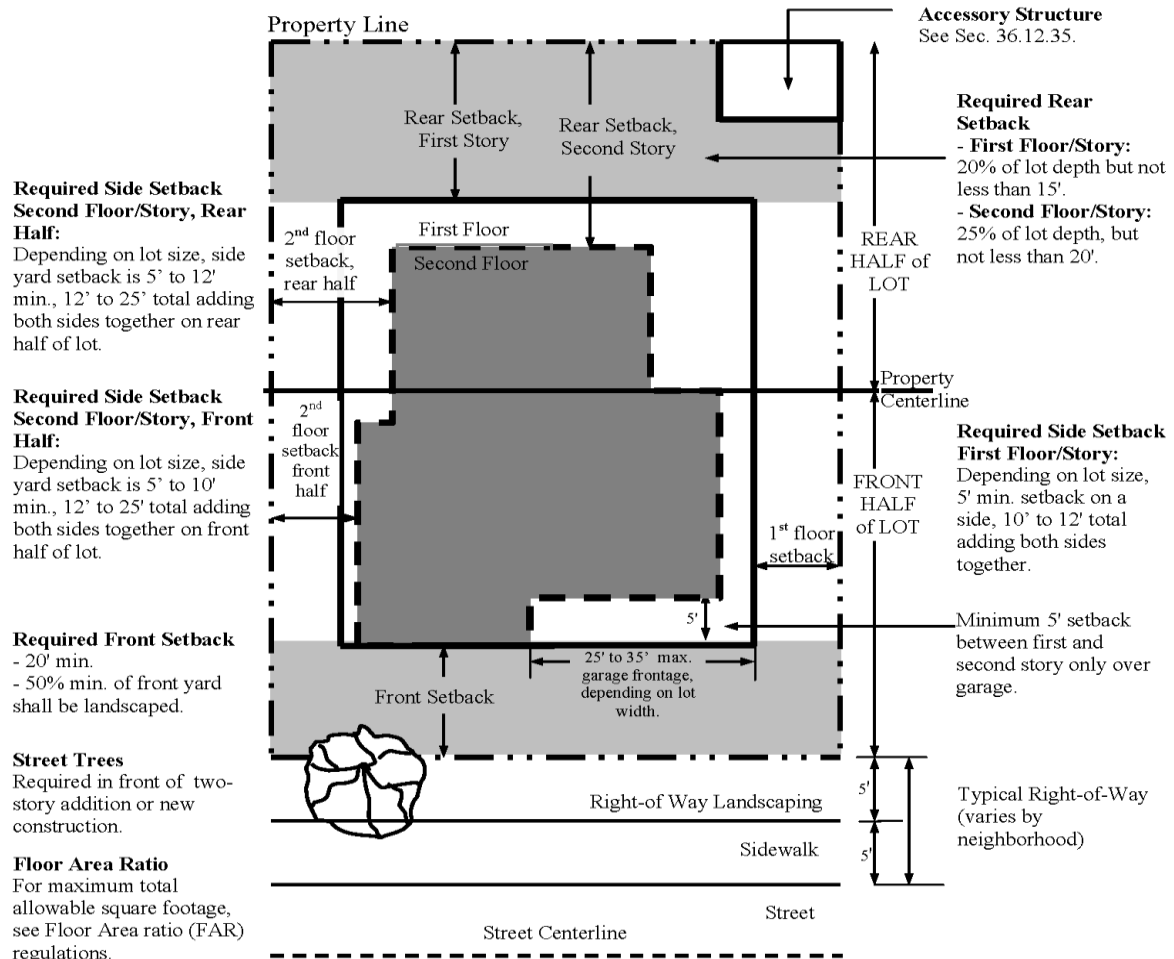 Property Line
Accessory Structure
See Sec. 36.12.35.
Rear Setback,
First Story
Rear Setback,
Second Story
Required Rear
Setback
- First Floor/Story:
20% of lot depth but not
less than 15'.
- Second Floor/Story:
25% of lot depth, but
not less than 20'.
Required Side Setback
Second Floor/Story, Rear
Half:
Depending on lot size, side
yard setback is 5’ to 12'
min., 12’ to 25’ total adding
both sides together on rear
half of lot.
2nd floor
setback,
rear half
First Floor
Second Floor
REAR
HALF of
LOT
Property
Centerline
Required Side Setback
Second Floor/Story, Front
Half:
Depending on lot size, side
yard setback is 5’ to 10'
min., 12’ to 25' total adding
both sides together on front
half of lot.
2nd
floor
setback
front
half
FRONT
HALF
of LOT
1st floor
setback
Required Side Setback
First Floor/Story:
Depending on lot size,
5' min. setback on a
side, 10’ to 12' total
adding both sides
together.
5'
Minimum 5' setback
between first and
second story only over
garage.
Required Front Setback
- 20' min.
- 50% min. of front yard
shall be landscaped.
Front Setback
25' to 35’ max.
garage frontage,
depending on lot
width.
Street Trees
Required in front of two-
story addition or new
construction.
Right-of Way Landscaping
5'
Typical Right-of-Way
(varies by
neighborhood)
Sidewalk
5'
Floor Area Ratio
For maximum total
allowable square footage,
see Floor Area ratio (FAR)
regulations.
Street
Street Centerline